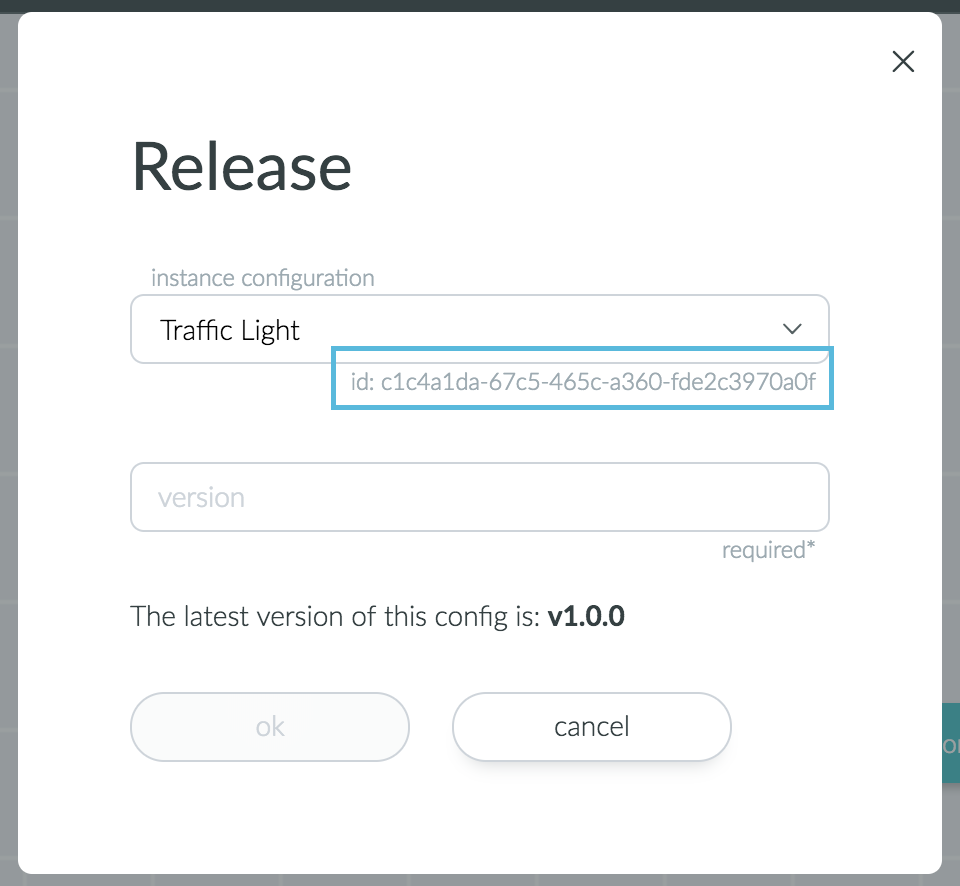 Release
instance configuration
Traffic Light
id: c1c4a1da-67c5-465c-a360-fde2c3970a0f
version
required*
The latest version of this config is: v1.0.0
ok
cancel